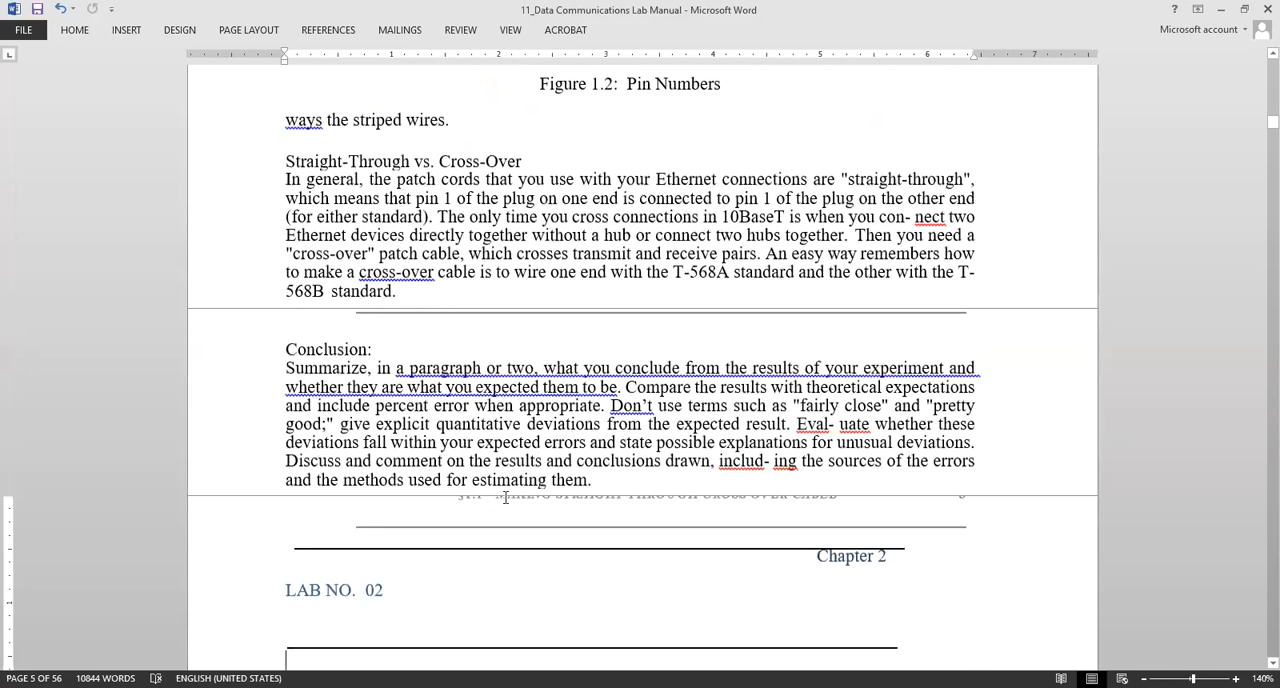 11_Data Communications Lab Manual - Microsoft Word
FILE HOME INSERT DESIGN PAGE LAYOUT REFERENCES MAILINGS REVIEW VIEW ACROBAT Microsoft account
1 2 3 4 5 6 7
Figure 1.2: Pin Numbers
ways the striped wires.
Straight-Through vs. Cross-Over
In general, the patch cords that you use with your Ethernet connections are "straight-through",
which means that pin 1 of the plug on one end is connected to pin 1 of the plug on the other end
(for either standard). The only time you cross connections in 10BaseT is when you con- nect two
Ethernet devices directly together without a hub or connect two hubs together. Then you need a
"cross-over" patch cable, which crosses transmit and receive pairs. An easy way remembers how
to make a cross-over cable is to wire one end with the T-568A standard and the other with the T-
568B standard.
Conclusion:
Summarize, in a paragraph or two, what you conclude from the results of your experiment and
whether they are what you expected them to be. Compare the results with theoretical expectations
and include percent error when appropriate. Don’t use terms such as "fairly close" and "pretty
good;" give explicit quantitative deviations from the expected result. Eval- uate whether these
deviations fall within your expected errors and state possible explanations for unusual deviations.
Discuss and comment on the results and conclusions drawn, includ- ing the sources of the errors
and the methods used for estimating them.
Chapter 2
LAB NO. 02
PAGE 5 OF 56 10844 WORDS ENGLISH (UNITED STATES) 140%